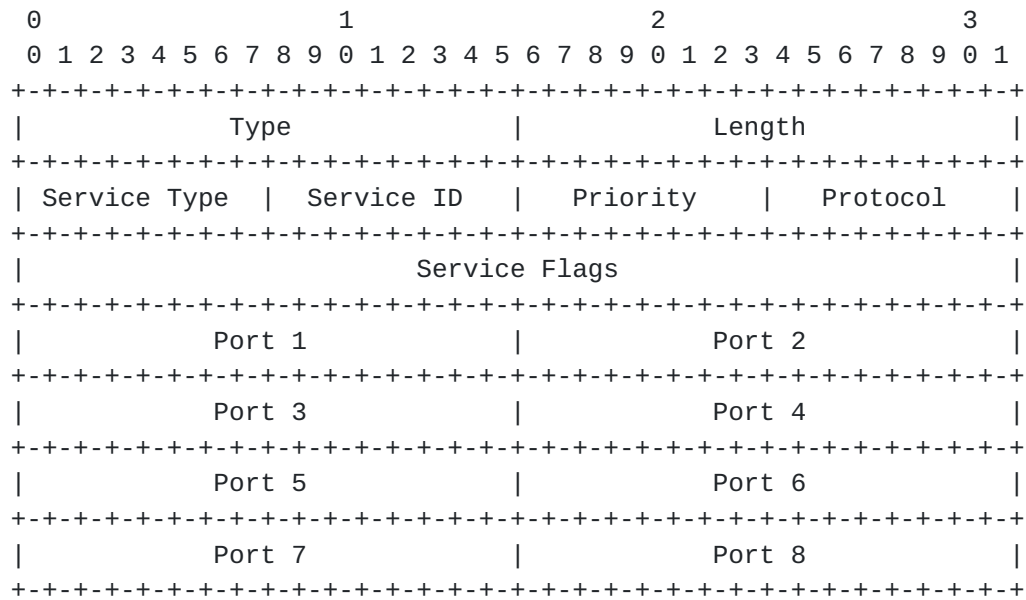 0                   1                   2                   3
 0 1 2 3 4 5 6 7 8 9 0 1 2 3 4 5 6 7 8 9 0 1 2 3 4 5 6 7 8 9 0 1
+-+-+-+-+-+-+-+-+-+-+-+-+-+-+-+-+-+-+-+-+-+-+-+-+-+-+-+-+-+-+-+-+
|             Type              |            Length             |
+-+-+-+-+-+-+-+-+-+-+-+-+-+-+-+-+-+-+-+-+-+-+-+-+-+-+-+-+-+-+-+-+
| Service Type  |  Service ID   |   Priority    |   Protocol    |
+-+-+-+-+-+-+-+-+-+-+-+-+-+-+-+-+-+-+-+-+-+-+-+-+-+-+-+-+-+-+-+-+
|                         Service Flags                         |
+-+-+-+-+-+-+-+-+-+-+-+-+-+-+-+-+-+-+-+-+-+-+-+-+-+-+-+-+-+-+-+-+
|            Port 1             |            Port 2             |
+-+-+-+-+-+-+-+-+-+-+-+-+-+-+-+-+-+-+-+-+-+-+-+-+-+-+-+-+-+-+-+-+
|            Port 3             |            Port 4             |
+-+-+-+-+-+-+-+-+-+-+-+-+-+-+-+-+-+-+-+-+-+-+-+-+-+-+-+-+-+-+-+-+
|            Port 5             |            Port 6             |
+-+-+-+-+-+-+-+-+-+-+-+-+-+-+-+-+-+-+-+-+-+-+-+-+-+-+-+-+-+-+-+-+
|            Port 7             |            Port 8             |
+-+-+-+-+-+-+-+-+-+-+-+-+-+-+-+-+-+-+-+-+-+-+-+-+-+-+-+-+-+-+-+-+